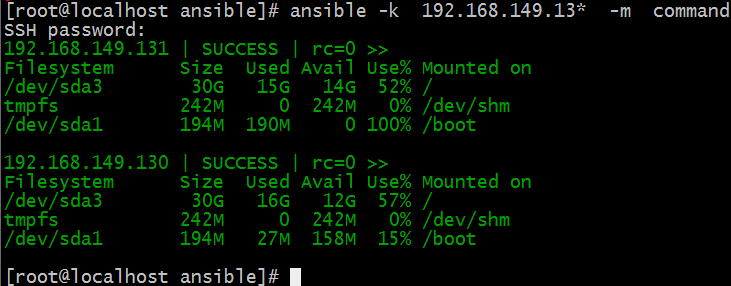 [root@localhost ansible]# ansible -k  192.168.149.13*  -m  command
SSH password:
192.168.149.131 | SUCCESS | rc=0 >>
Filesystem      Size  Used Avail Use% Mounted on
/dev/sda3        30G   15G   14G  52% /
tmpfs           242M     0  242M   0% /dev/shm
/dev/sda1       194M  190M     0 100% /boot
192.168.149.130 | SUCCESS | rc=0 >>
Filesystem      Size  Used Avail Use% Mounted on
/dev/sda3        30G   16G   12G  57% /
tmpfs           242M     0  242M   0% /dev/shm
/dev/sda1       194M   27M  158M  15% /boot
[root@localhost ansible]#